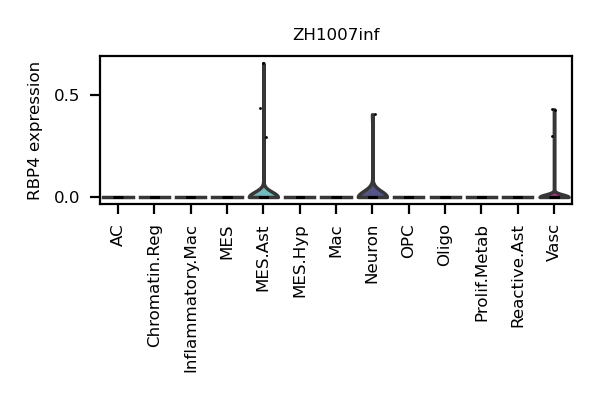 ZH1007inf
RBP4 expression
0.5
0.0
AC
Chromatin.Reg
Inflammatory.Mac
MES
MES.Ast
MES.Hyp
Mac
Neuron
OPC
Oligo
Prolif.Metab
Reactive.Ast
Vasc